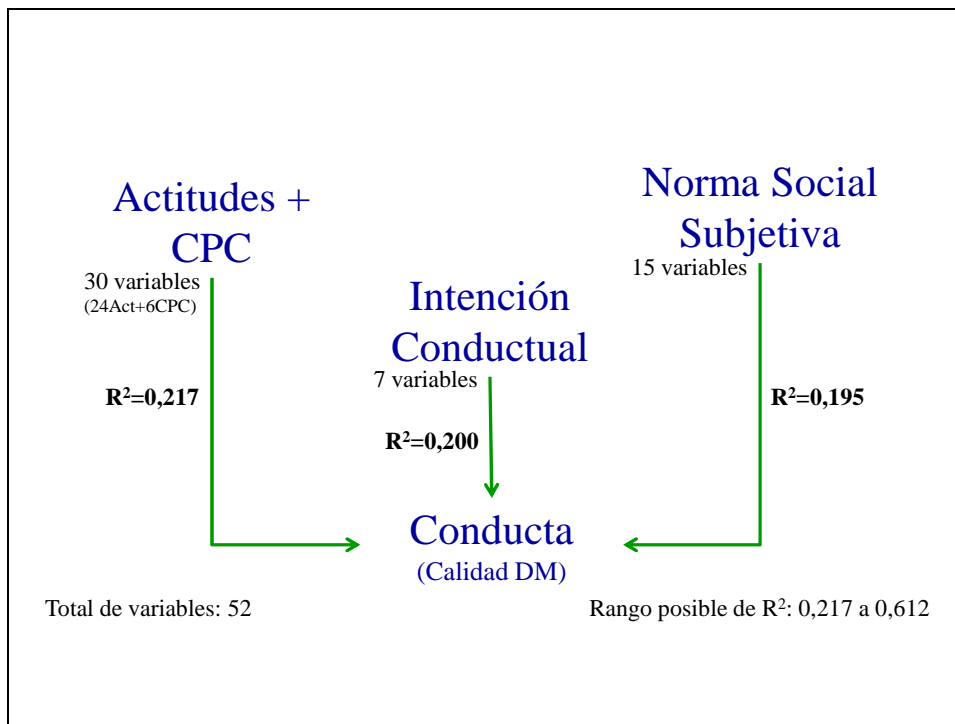 Actitudes +
CPC
30 variables
(24Act+6CPC)
R²=0,217
Intención
Conductual
7 variables
R²=0,200
Norma Social
Subjetiva
15 variables
R²=0,195
Conducta
(Calidad DM)
Total de variables: 52
Rango posible de R²: 0,217 a 0,612